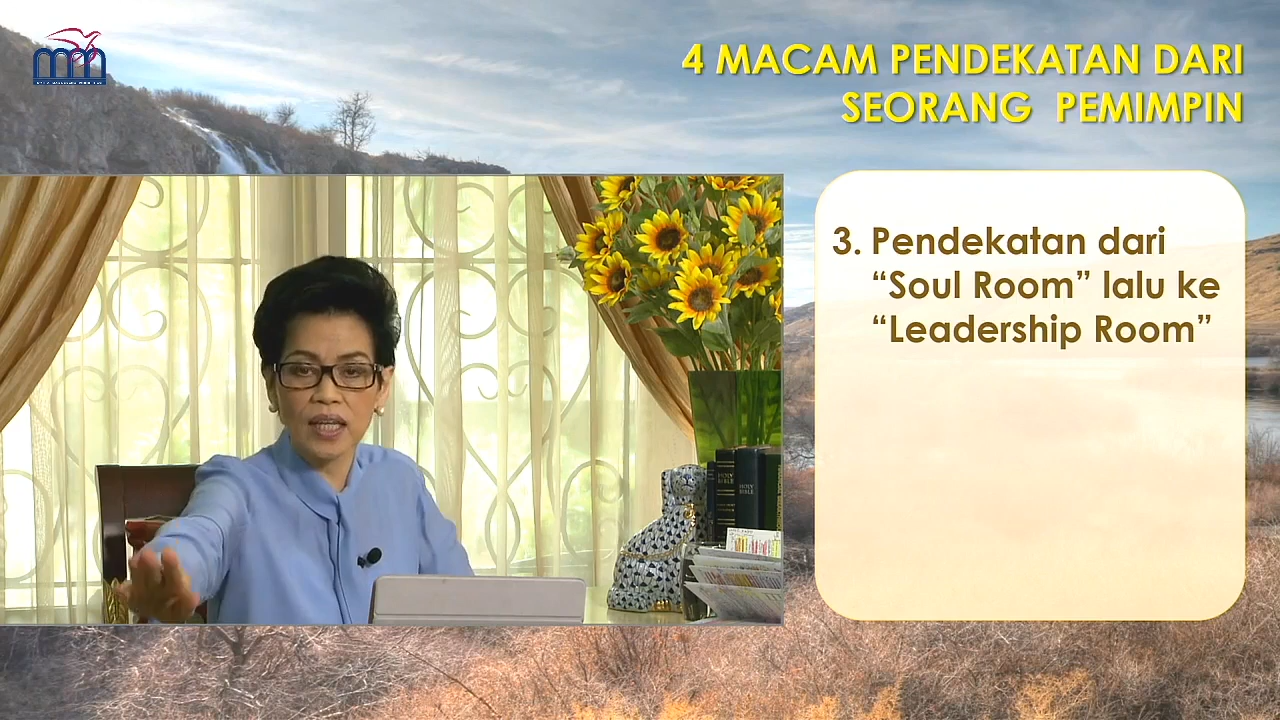 mm
4 MACAM PENDEKATAN DARI
SEORANG PEMIMPIN
3. Pendekatan dari
“Soul Room” lalu ke
“Leadership Room”
HOLY
BIBLE
HOLY
BIBLE